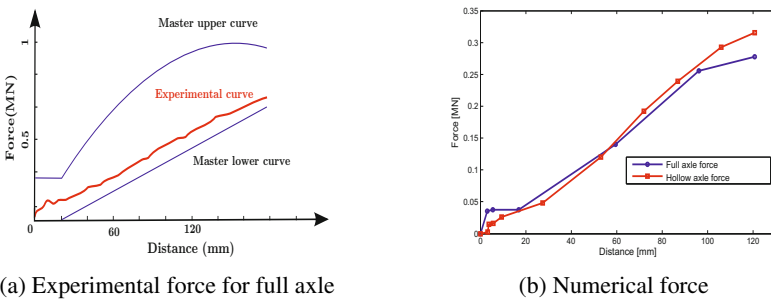 Master upper curve
Experimental curve
Master lower curve
Force(MN)
1
0.5
0
60
120
Distance (mm)
(a) Experimental force for full axle
0.35
0.3
0.25
0.2
0.15
0.1
0.05
0
Force [MN]
Full axle force
Hollow axle force
0
20
40
60
80
100
120
Distance [mm]
(b) Numerical force